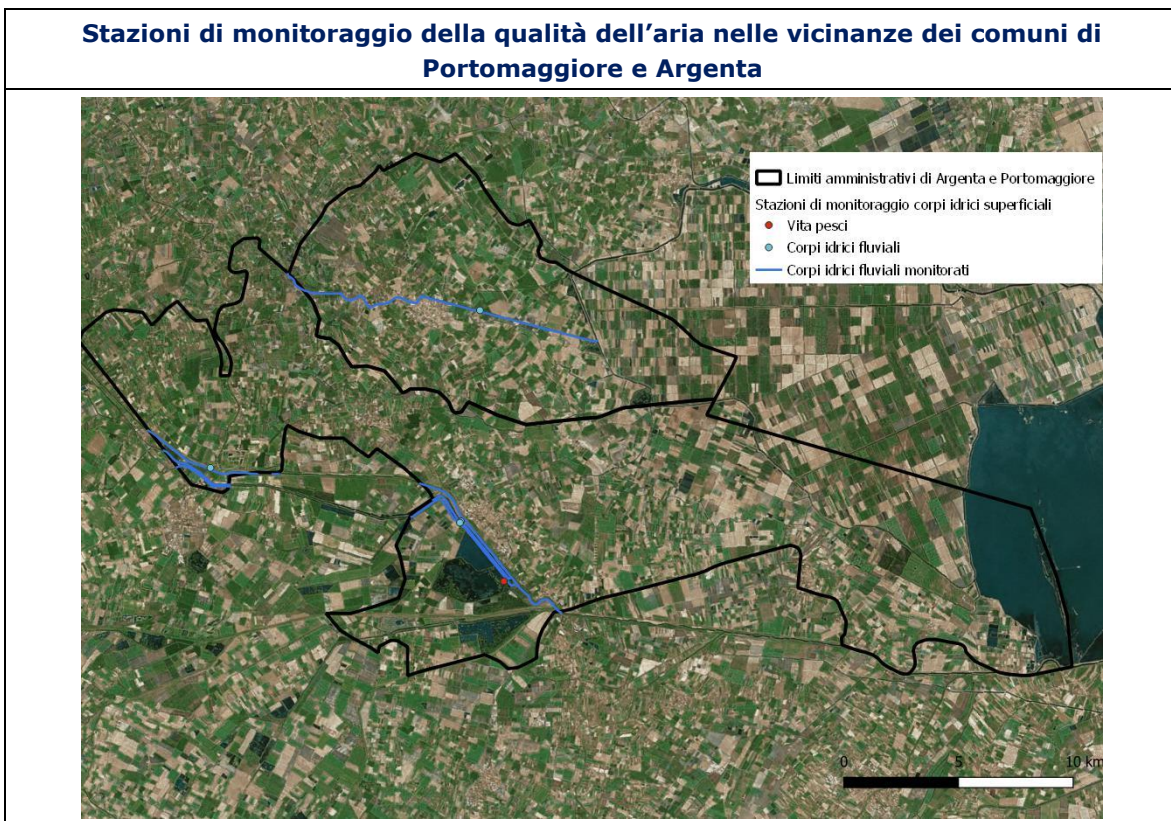 Stazioni di monitoraggio della qualità dell’aria nelle vicinanze dei comuni di
Portomaggiore e Argenta
Limiti amministrativi di Argenta e Portomaggiore
Stazioni di monitoraggio corpi idrici superficiali
Vita pesci
Corpi idrici fluviali
Corpi idrici fluviali monitorati
0 5 10 km